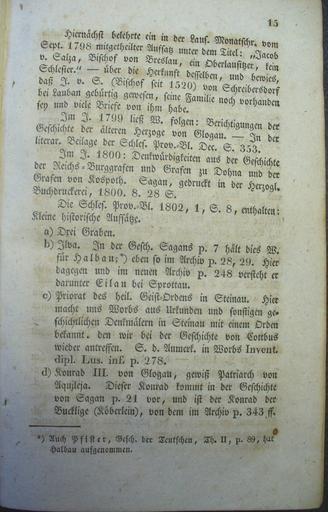 15
Hiernächst belehrte ein in der Laus. Monatschr. vom
Sept. 1798 mitgetheilter Aufsatz unter dem Titel: „Jacob
v. Salza, Bischof von Breslau, ein Oberlausitzer, kein
Schlesier.“ — über die Herkunft desselben, und bewies,
daß J. v. S. (Bischof seit 1520) von Schreibersdorf
bei Lauban gebürtig gewesen, seine Familie noch vorhanden
sey und viele Briefe von ihm habe.
Im J. 1799 ließ W. folgen: Berichtigungen der
Geschichte der älteren Herzoge von Glogau. — In der
literar. Beilage der Schles. Prov.-Bl. Dec. S. 353.
Im J. 1800: Denkwürdigkeiten aus der Geschichte
der Reichs-Burggrafen und Grafen zu Dohna und der
Grafen von Kospoth. Sagan, gedruckt in der Herzogl.
Buchdruckerei, 1800. 8. 28 S.
Die Schles. Prov.-Bl. 1802, 1, S. 8, enthalten:
Kleine historische Aufsätze.
a) Drei Graben.
b) Ilva. In der Gesch. Sagans p. 7 hält dies W.
für Halbau;*) eben so im Archiv p. 28, 29. Hier
dagegen und im neuen Archiv p. 248 versteht er
darunter Eilau bei Sprottau.
c) Priorat des heil. Geist-Ordens in Steinau. Hier
macht uns Worbs aus Urkunden und sonstigen ge-
schichtlichen Denkmälern in Steinau mit einem Orden
bekannt, den wir bei der Geschichte von Cottbus
wieder antreffen. S. d. Anmerk. in Worbs Invent.
dipl. Lus. inf. p. 278.
d) Konrad III. von Glogau, gewiß Patriarch von
Aquileja. Dieser Konrad kommt in der Geschichte
von Sagan p. 21 vor, und ist der Konrad der
Bucklige (Köberlein), von dem im Archiv p. 343 ff.
*) Auch Pfister, Gesch. der Teutschen, Th. II, p. 89, hat
Halbau aufgenommen.